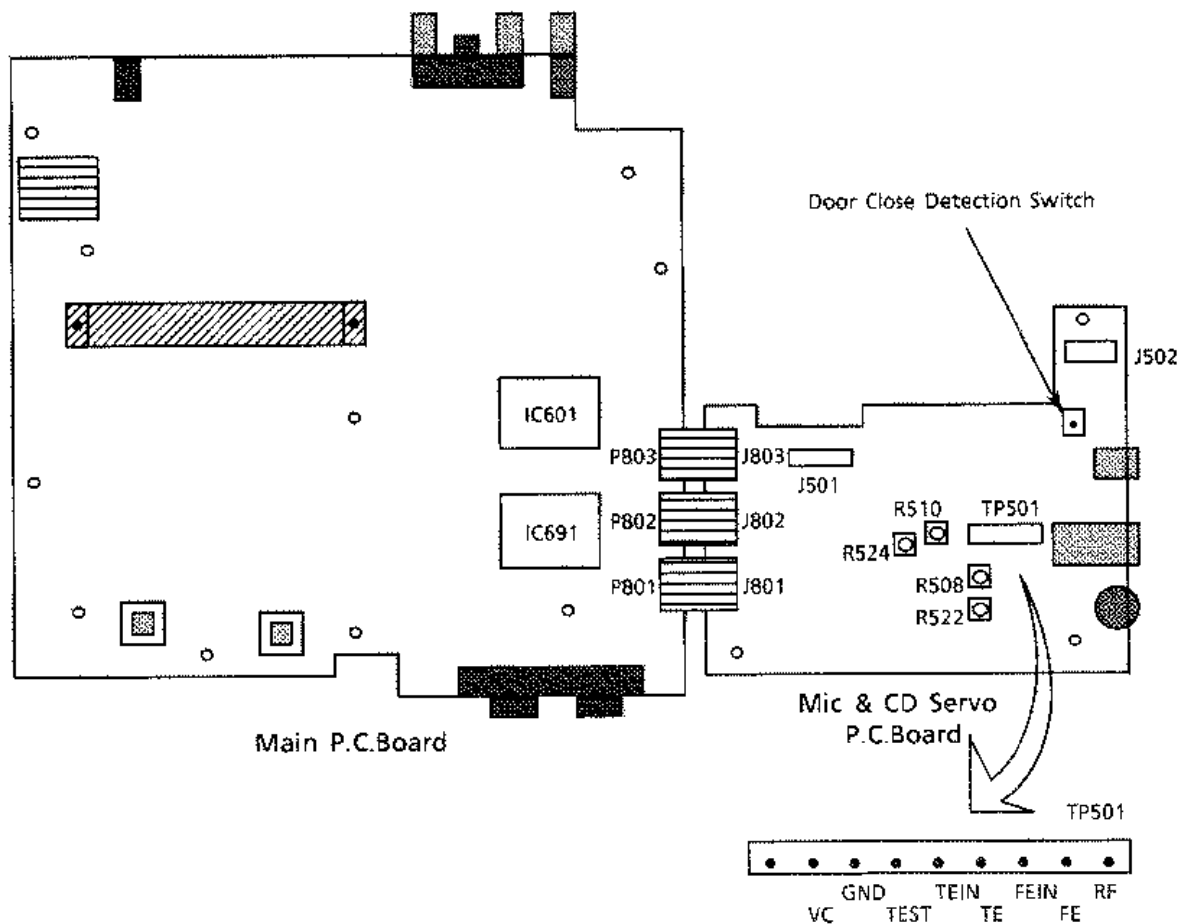 Door Close Detection Switch
J502
IC601
P803
J803
J501
R510
TP501
IC691
P802
J802
R524
P801
J801
R508
R522
Mic & CD Servo
P.C.Board
Main P.C.Board
TP501
GND TEIN FEIN RF
VC TEST TE FE